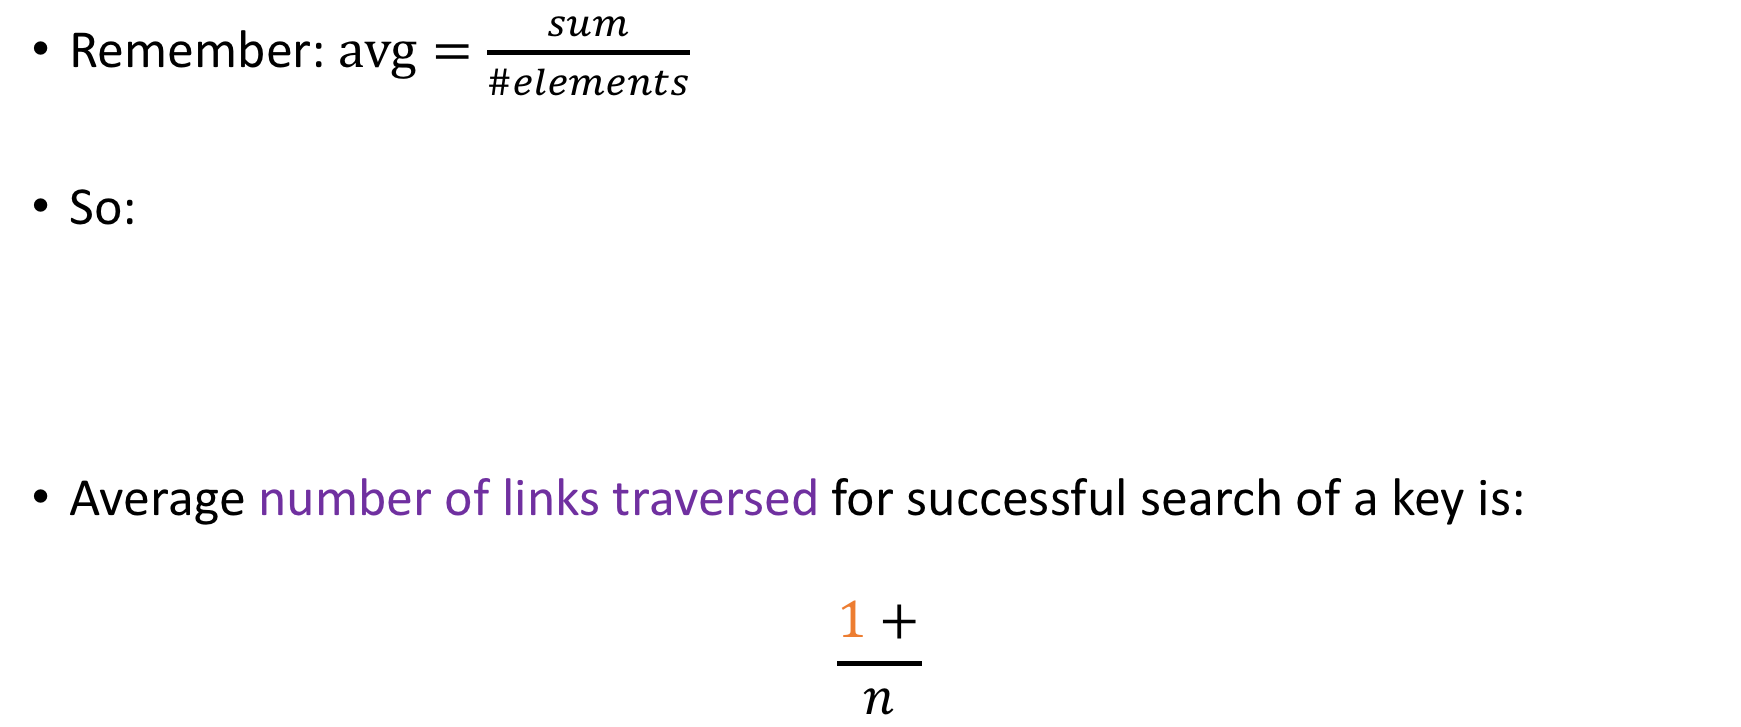 • Remember: avg = sum / #elements
• So:
• Average number of links traversed for successful search of a key is:
1 +
n